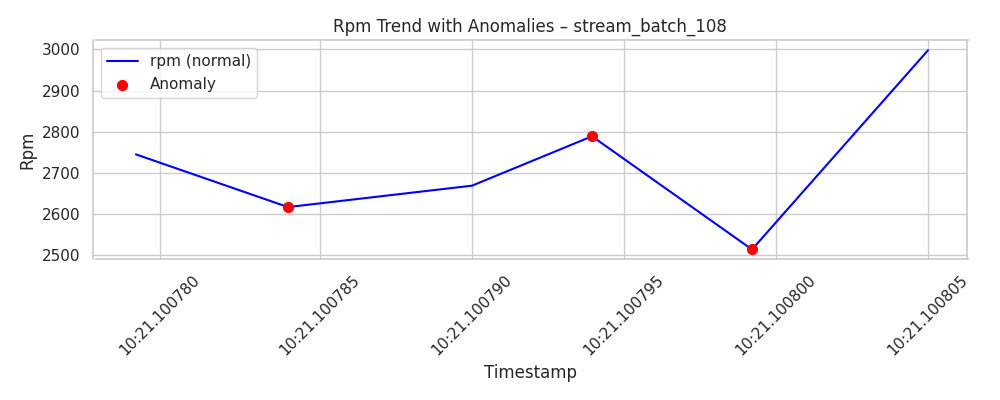 Rpm Trend with Anomalies – stream_batch_108
rpm (normal)
Anomaly
3000
2900
2800
2700
2600
2500
Rpm
10:21.100780
10:21.100785
10:21.100790
10:21.100795
10:21.100800
10:21.100805
Timestamp